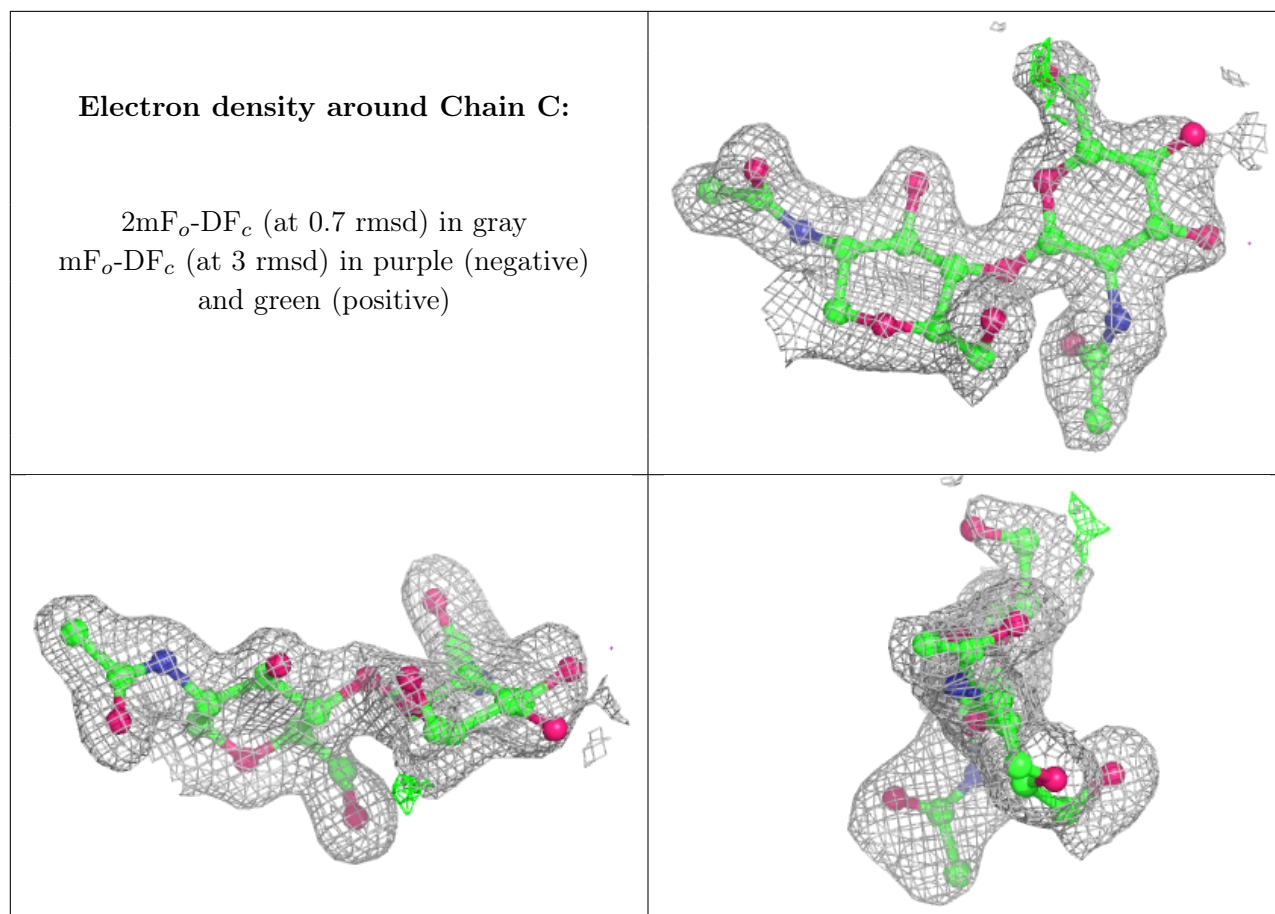 Electron density around Chain C:
2mFo-DFc (at 0.7 rmsd) in gray
mFo-DFc (at 3 rmsd) in purple (negative)
and green (positive)